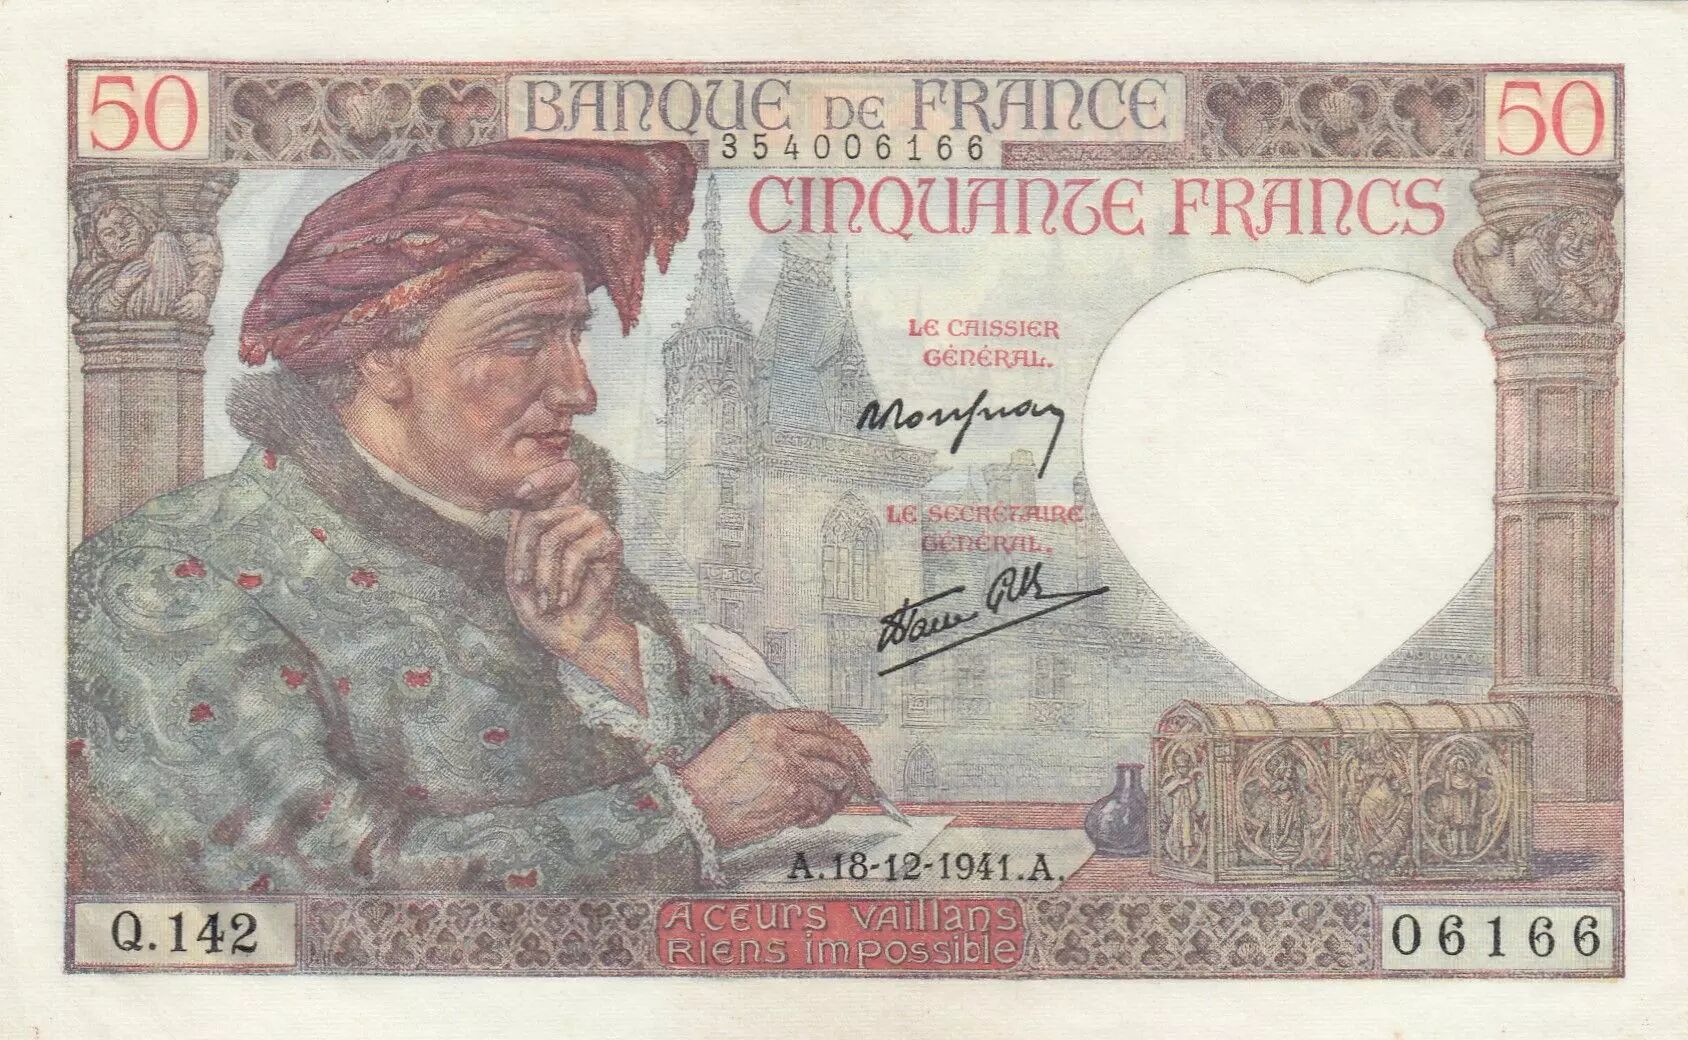 50 BANQUE DE FRANCE 50
354006166
CINQUANTE FRANCS
LE CAISSIER
GÉNÉRAL.
LE SECRÉTAIRE
GÉNÉRAL.
A.18-12-1941.A.
Q.142
A CEURS VAILLANS
RIENS IMPOSSIBLE
06166